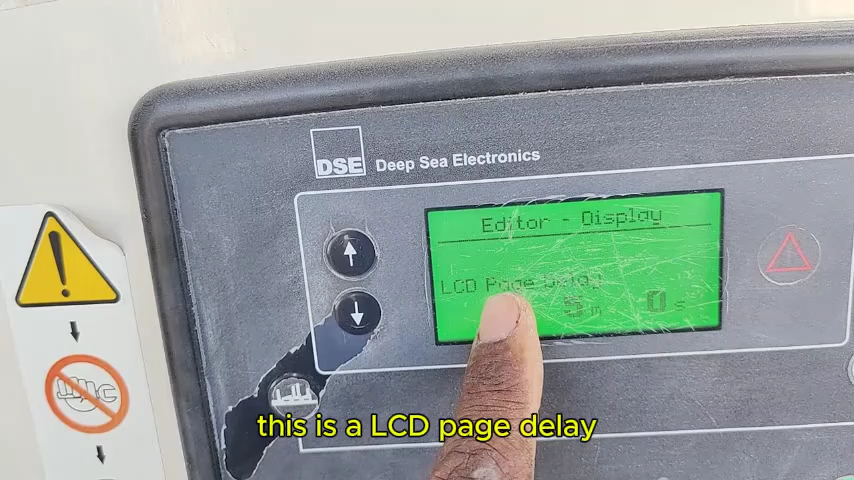 DSE Deep Sea Electronics
Editor - Display
LCD Page Delay
5m 0s
this is a LCD page delay